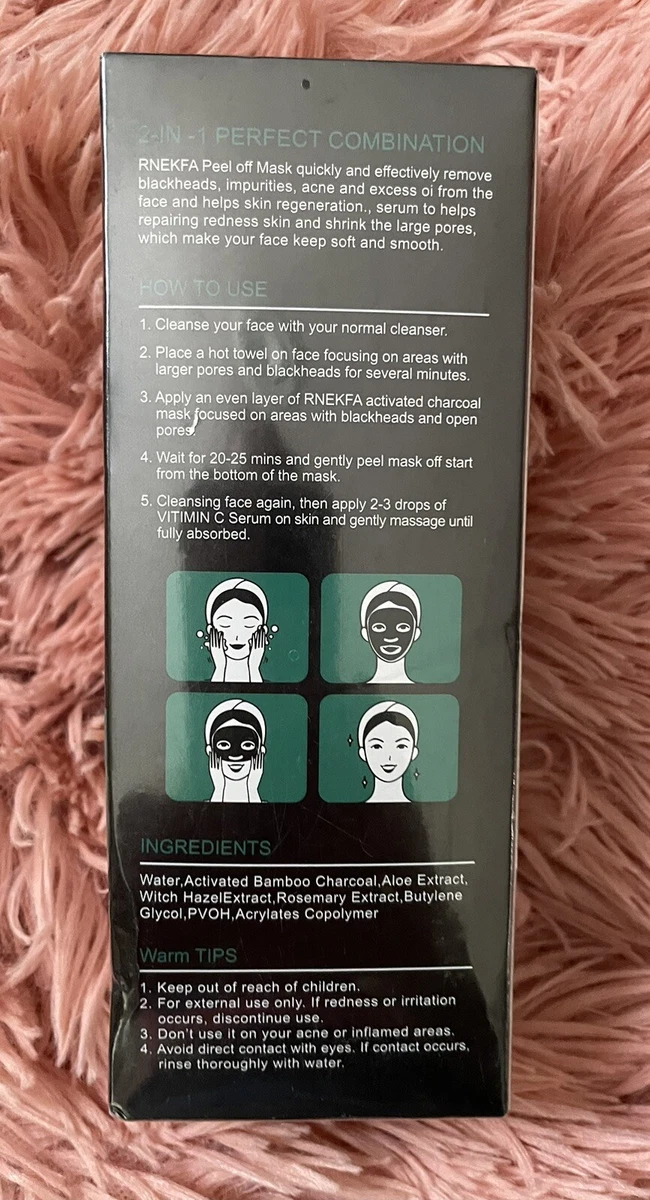 2-IN -1 PERFECT COMBINATION
RNEKFA Peel off Mask quickly and effectively remove
blackheads, impurities, acne and excess oi from the
face and helps skin regeneration., serum to helps
repairing redness skin and shrink the large pores,
which make your face keep soft and smooth.
HOW TO USE
1. Cleanse your face with your normal cleanser.
2. Place a hot towel on face focusing on areas with
larger pores and blackheads for several minutes.
3. Apply an even layer of RNEKFA activated charcoal
mask focused on areas with blackheads and open
pores.
4. Wait for 20-25 mins and gently peel mask off start
from the bottom of the mask.
5. Cleansing face again, then apply 2-3 drops of
VITIMIN C Serum on skin and gently massage until
fully absorbed.
INGREDIENTS
Water,Activated Bamboo Charcoal,Aloe Extract,
Witch HazelExtract,Rosemary Extract,Butylene
Glycol,PVOH,Acrylates Copolymer
Warm TIPS
1. Keep out of reach of children.
2. For external use only. If redness or irritation
occurs, discontinue use.
3. Don't use it on your acne or inflamed areas.
4. Avoid direct contact with eyes. If contact occurs,
rinse thoroughly with water.